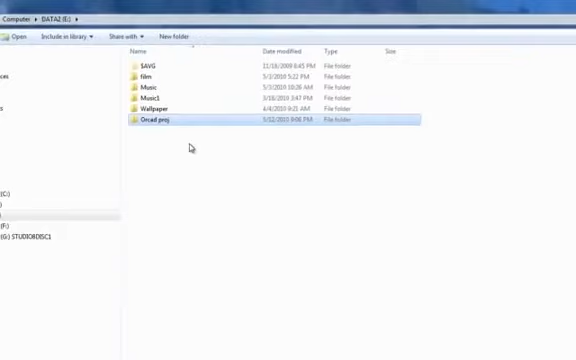 Computer ▸ DATA2 (E:) ▸
Open Include in library ▾ Share with ▾ New folder
Name Date modified Type Size
$AVG 11/16/2009 8:45 PM File folder
film 5/3/2010 5:22 PM File folder
Music 5/3/2010 10:26 AM File folder
Music1 3/16/2010 3:47 PM File folder
Wallpaper 4/4/2010 9:21 AM File folder
Orcad proj 5/12/2010 9:06 PM File folder
ces
s
(C:)
)
(F:)
(G:) STUDIO8DISC1